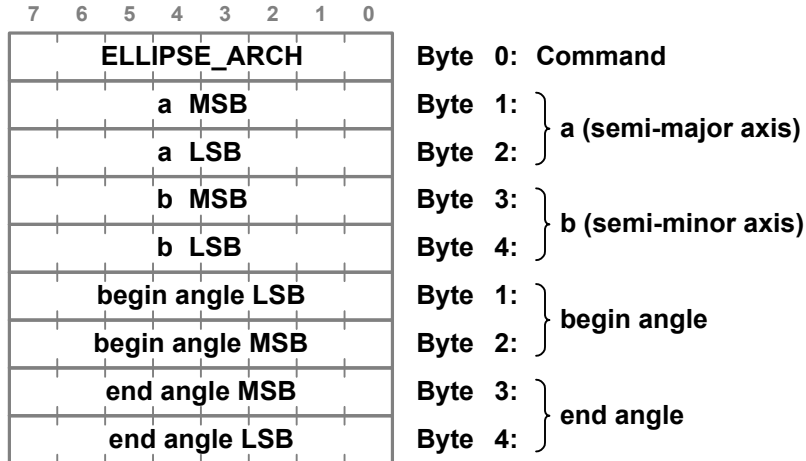 7 6 5 4 3 2 1 0
ELLIPSE_ARCH Byte 0: Command
a MSB Byte 1:
a (semi-major axis)
a LSB Byte 2:
b MSB Byte 3:
b (semi-minor axis)
b LSB Byte 4:
begin angle LSB Byte 1:
begin angle
begin angle MSB Byte 2:
end angle MSB Byte 3:
end angle
end angle LSB Byte 4: